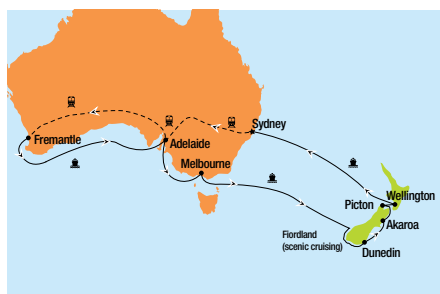 Sydney
Fremantle
Adelaide
Melbourne
Wellington
Picton
Akaroa
Fiordland
(scenic cruising)
Dunedin